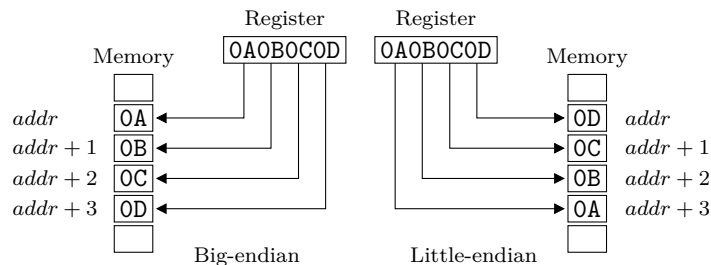 Register Register
0A0B0C0D 0A0B0C0D
Memory Memory
addr 0A 0D addr
addr + 1 0B 0C addr + 1
addr + 2 0C 0B addr + 2
addr + 3 0D 0A addr + 3
Big-endian Little-endian